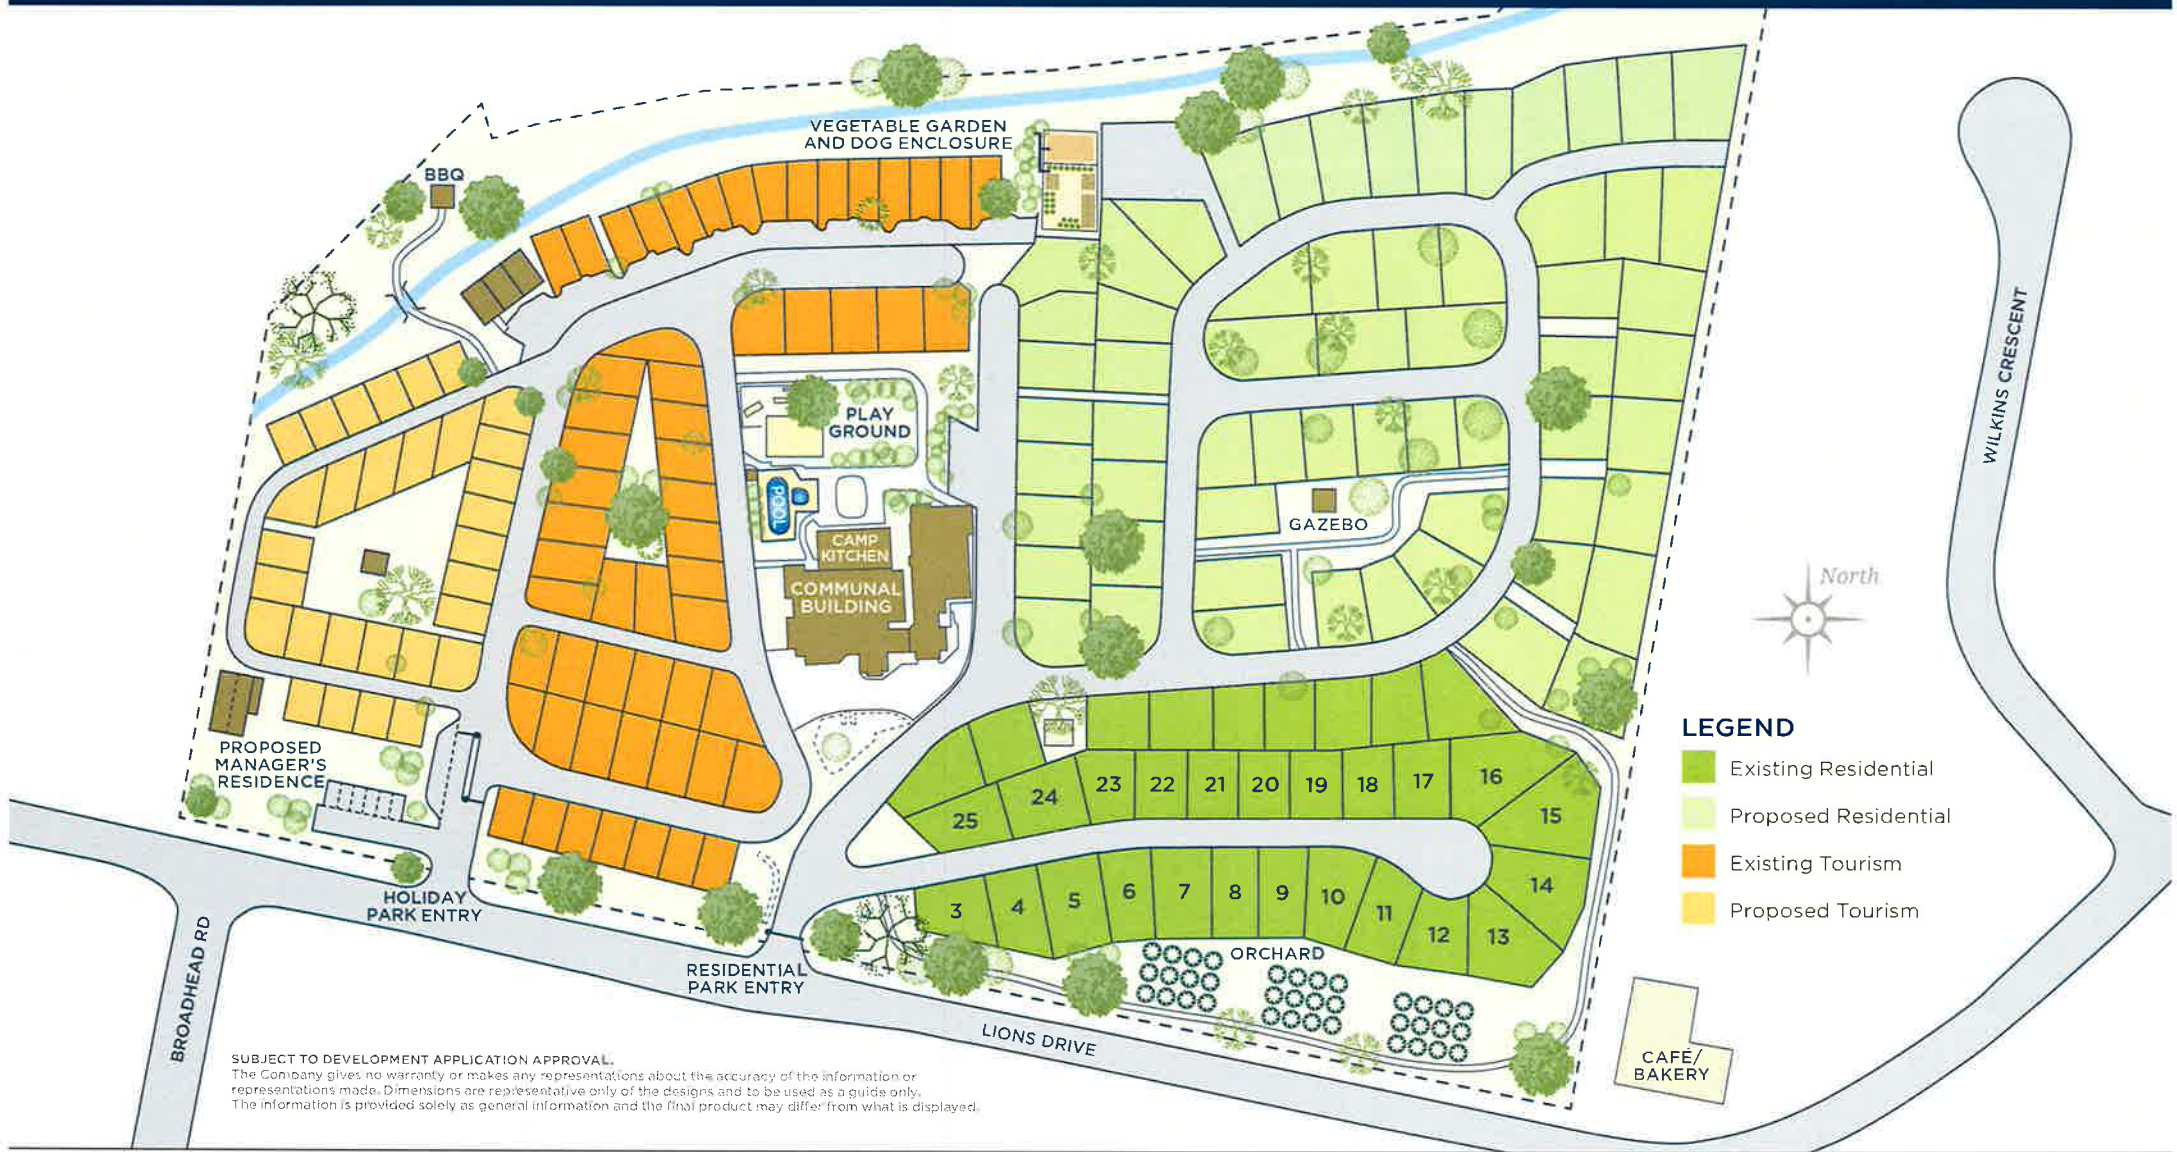 VEGETABLE GARDEN
AND DOG ENCLOSURE
BBQ
WILKINS CRESCENT
PLAY
GROUND
POOL
GAZEBO
CAMP
KITCHEN
COMMUNAL
BUILDING
North
PROPOSED
MANAGER'S
RESIDENCE
LEGEND
Existing Residential
Proposed Residential
Existing Tourism
Proposed Tourism
25
24
23
22
21
20
19
18
17
16
15
14
3
4
5
6
7
8
9
10
11
12
13
HOLIDAY
PARK ENTRY
ORCHARD
RESIDENTIAL
PARK ENTRY
BROADHEAD RD
LIONS DRIVE
CAFÉ/
BAKERY
SUBJECT TO DEVELOPMENT APPLICATION APPROVAL.
The Company gives no warranty or makes any representations about the accuracy of the information or
representations made. Dimensions are representative only of the designs and to be used as a guide only.
The information is provided solely as general information and the final product may differ from what is displayed.